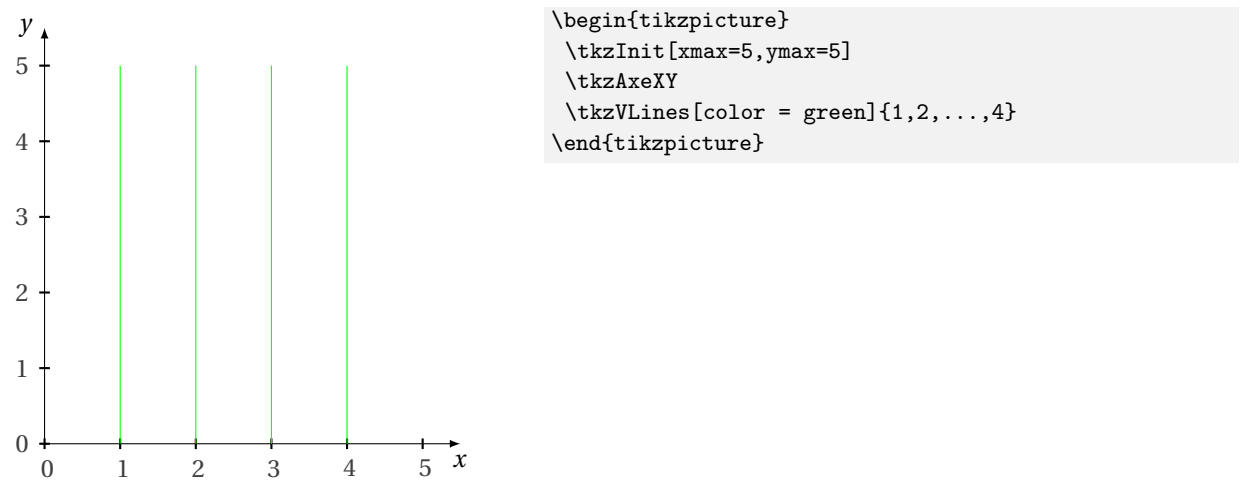 y
5
4
3
2
1
0
0 1 2 3 4 5 x
\begin{tikzpicture}
\tkzInit[xmax=5,ymax=5]
\tkzAxeXY
\tkzVLines[color = green]{1,2,...,4}
\end{tikzpicture}